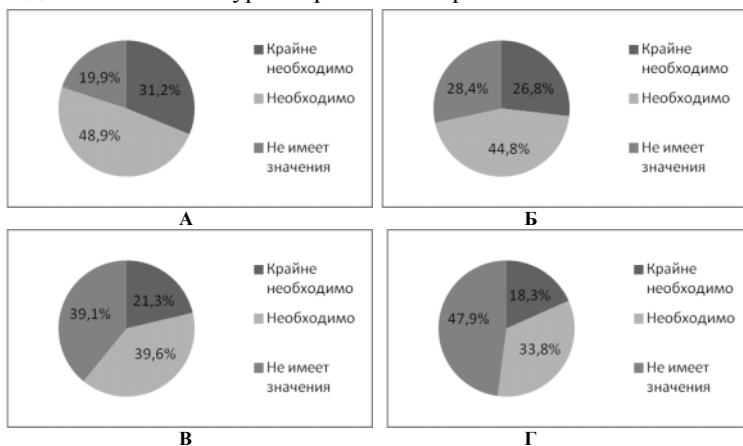 19,9%
31,2%
48,9%
Крайне
необходимо
Необходимо
Не имеет
значения
28,4%
26,8%
44,8%
Крайне
необходимо
Необходимо
Не имеет
значения
А
Б
39,1%
21,3%
39,6%
Крайне
необходимо
Необходимо
Не имеет
значения
47,9%
18,3%
33,8%
Крайне
необходимо
Необходимо
Не имеет
значения
В
Г